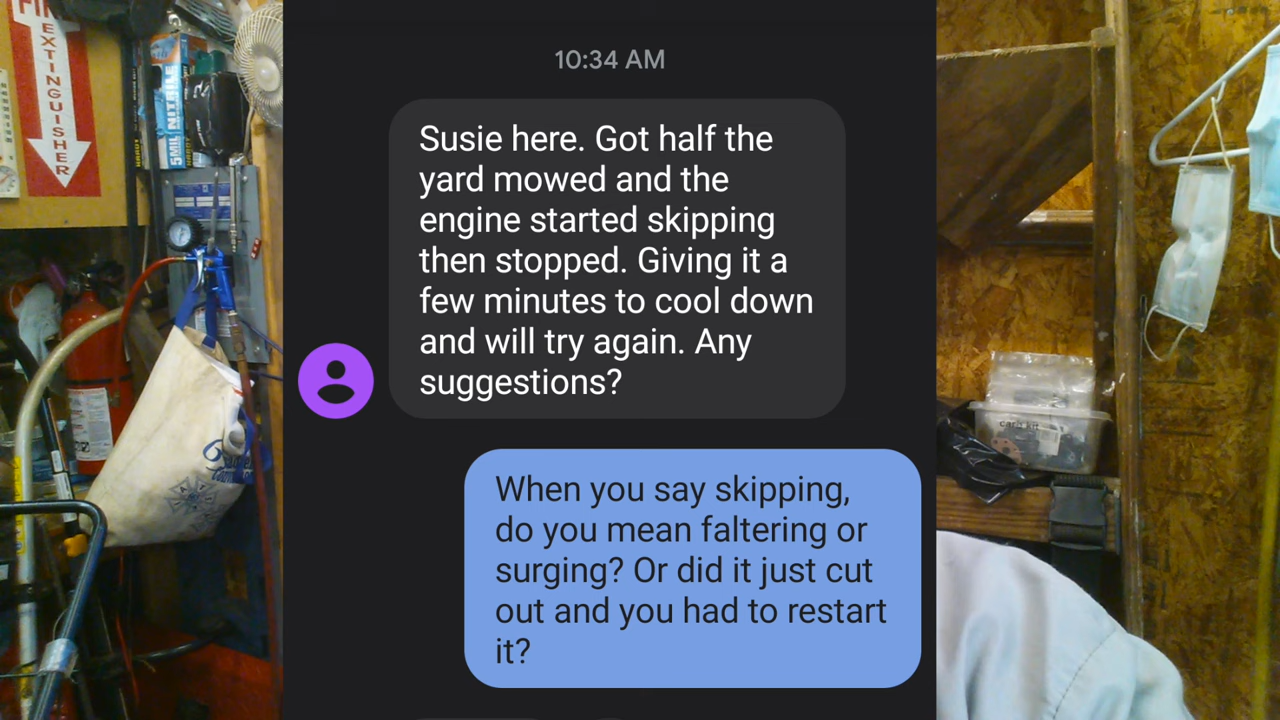 FIRE
EXTINGUISHER
5MIL NITRILE
HARDY
10:34 AM
Susie here. Got half the
yard mowed and the
engine started skipping
then stopped. Giving it a
few minutes to cool down
and will try again. Any
suggestions?
When you say skipping,
do you mean faltering or
surging? Or did it just cut
out and you had to restart
it?
carb kit